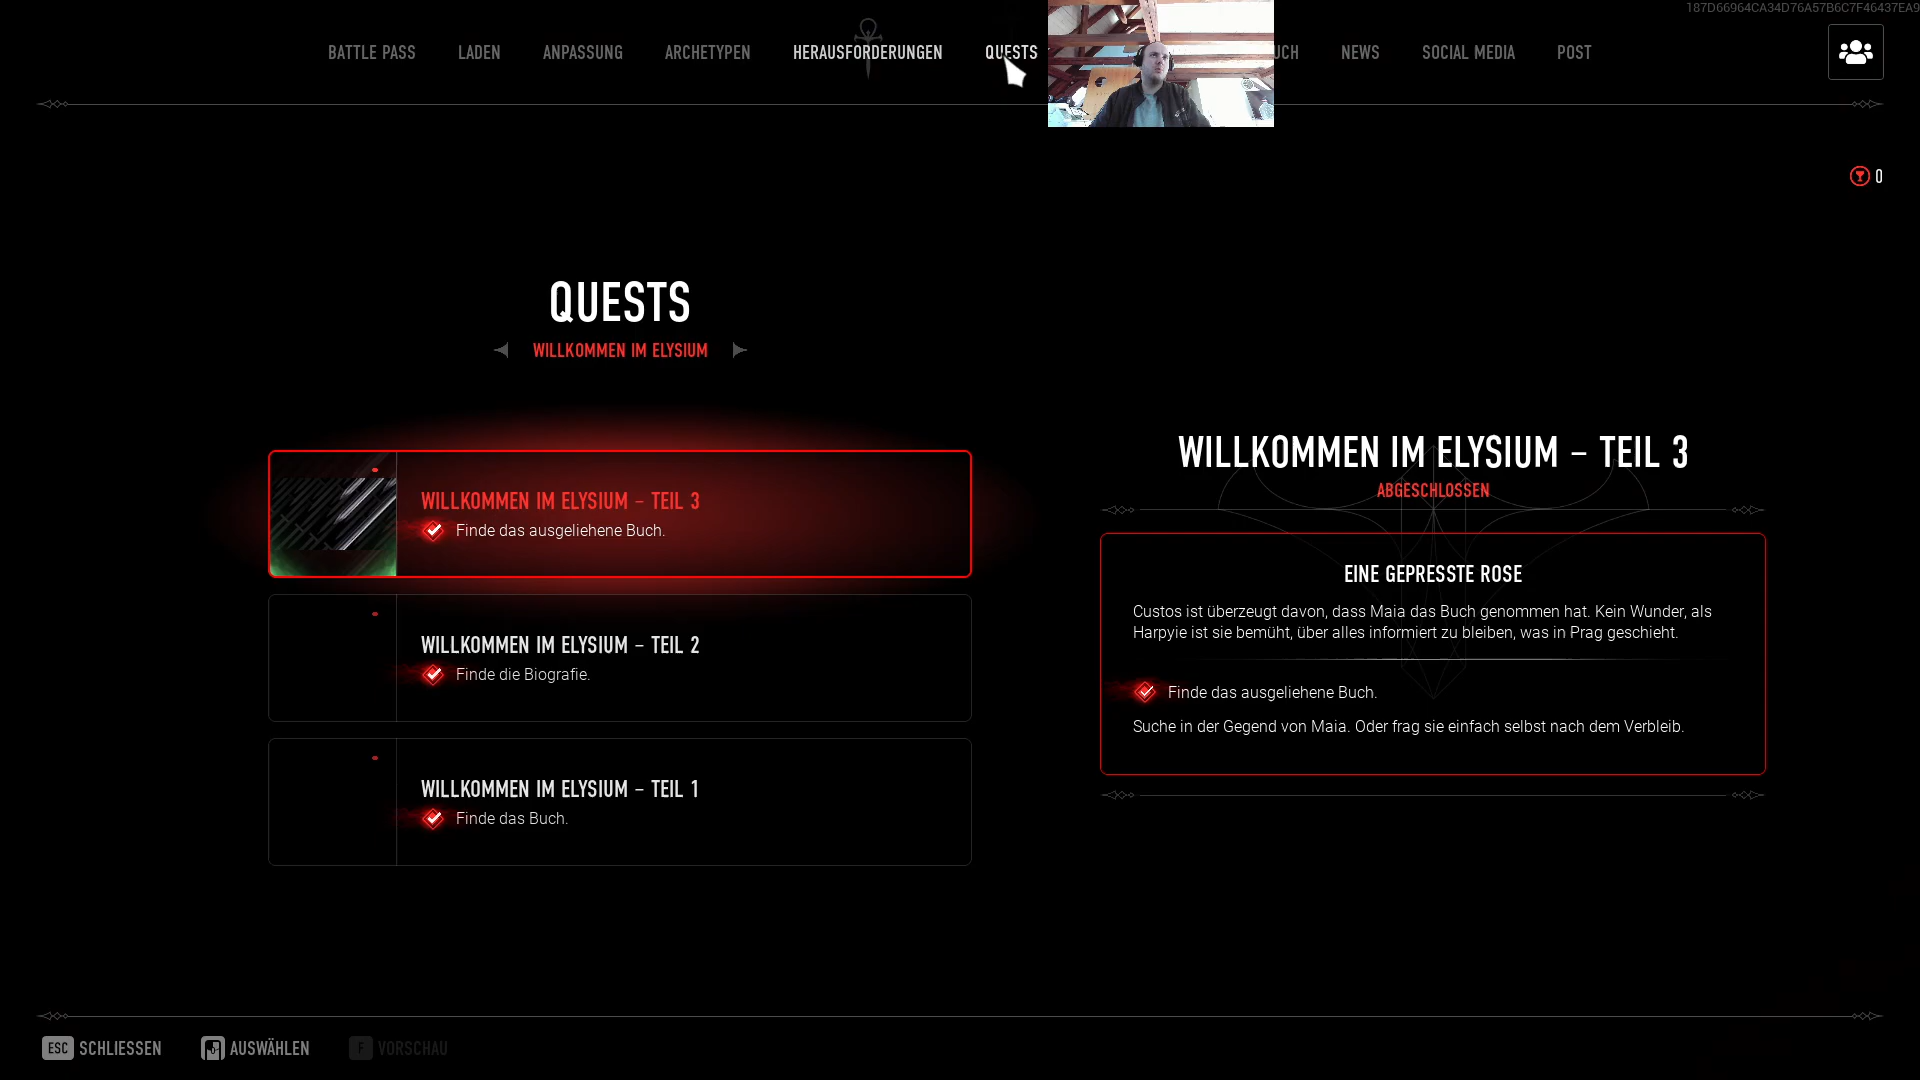 187D66964CA34D76A57B6C7F46437EA9
BATTLE PASS LADEN ANPASSUNG ARCHETYPEN HERAUSFORDERUNGEN QUESTS UCH NEWS SOCIAL MEDIA POST
0
QUESTS
WILLKOMMEN IM ELYSIUM
WILLKOMMEN IM ELYSIUM – TEIL 3
Finde das ausgeliehene Buch.
WILLKOMMEN IM ELYSIUM – TEIL 2
Finde die Biografie.
WILLKOMMEN IM ELYSIUM – TEIL 1
Finde das Buch.
WILLKOMMEN IM ELYSIUM – TEIL 3
ABGESCHLOSSEN
EINE GEPRESSTE ROSE
Custos ist überzeugt davon, dass Maia das Buch genommen hat. Kein Wunder, als
Harpyie ist sie bemüht, über alles informiert zu bleiben, was in Prag geschieht.
Finde das ausgeliehene Buch.
Suche in der Gegend von Maia. Oder frag sie einfach selbst nach dem Verbleib.
ESC SCHLIESSEN AUSWÄHLEN F VORSCHAU